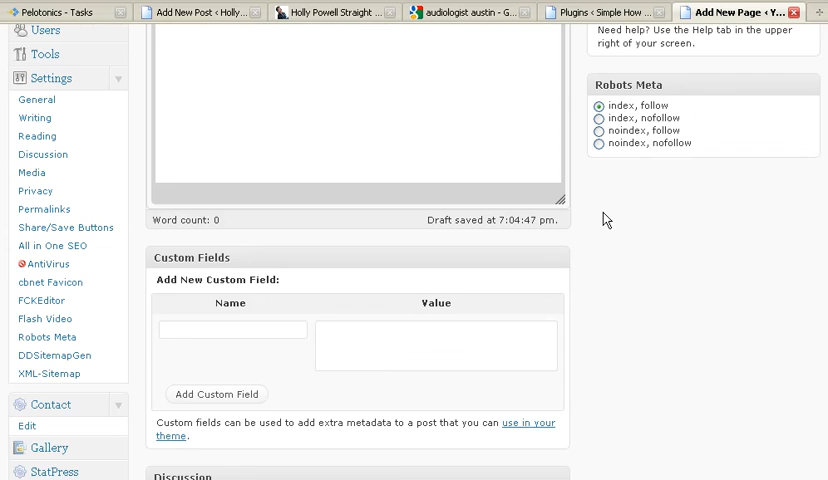 Pelotonics - Tasks
Add New Post ‹ Holly...
Holly Powell Straight ...
audiologist austin - G...
Plugins ‹ Simple How ...
Add New Page ‹ Y...
Users
Tools
Settings
General
Writing
Reading
Discussion
Media
Privacy
Permalinks
Share/Save Buttons
All in One SEO
AntiVirus
cbnet Favicon
FCKEditor
Flash Video
Robots Meta
DDSitemapGen
XML-Sitemap
Contact
Edit
Gallery
StatPress
Word count: 0
Draft saved at 7:04:47 pm.
Custom Fields
Add New Custom Field:
Name
Value
Add Custom Field
Custom fields can be used to add extra metadata to a post that you can use in your
theme.
Discussion
Need help? Use the Help tab in the upper
right of your screen.
Robots Meta
index, follow
index, nofollow
noindex, follow
noindex, nofollow